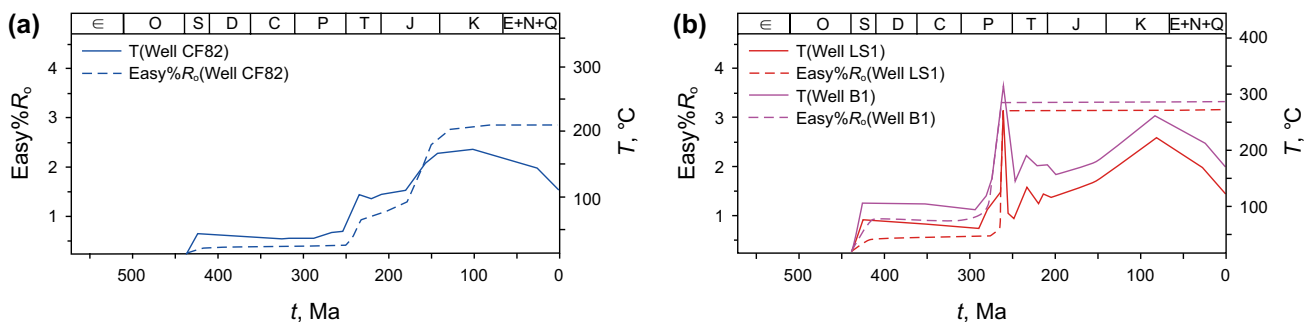 (a)
∈ O S D C P T J K E+N+Q
T(Well CF82)
Easy%Ro(Well CF82)
4
3
2
1
Easy%Ro
300
200
100
T, °C
500 400 300 200 100 0
t, Ma
(b)
∈ O S D C P T J K E+N+Q
T(Well LS1)
Easy%Ro(Well LS1)
T(Well B1)
Easy%Ro(Well B1)
4
3
2
1
Easy%Ro
400
300
200
100
T, °C
500 400 300 200 100 0
t, Ma